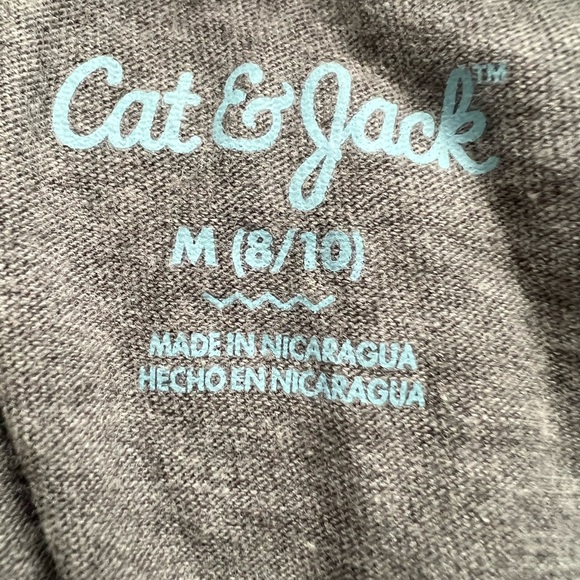 Cat & Jack™
M (8/10)
MADE IN NICARAGUA
HECHO EN NICARAGUA